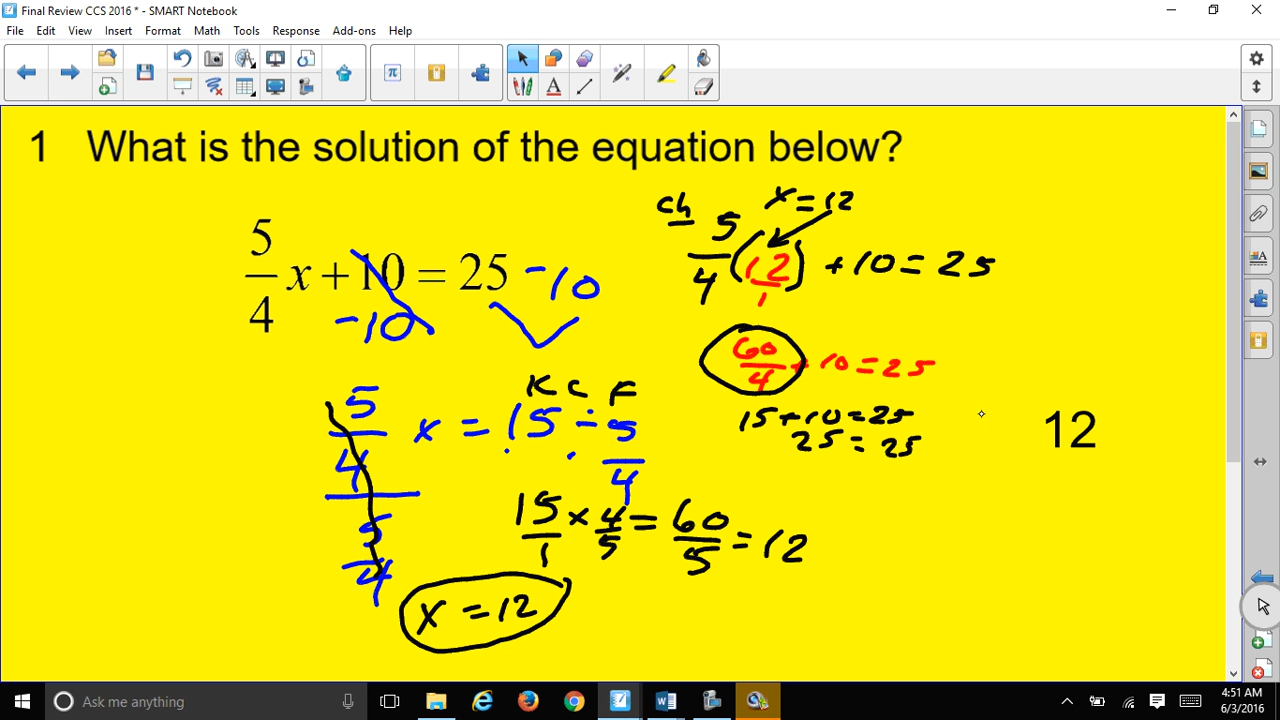 Final Review CCS 2016 * - SMART Notebook
File Edit View Insert Format Math Tools Response Add-ons Help
1 What is the solution of the equation below?
5/4 x + 10 = 25 -10
-10
5/4 x = 15 ÷ 5/4
K C F
5/4
15/1 × 4/5 = 60/5 = 12
x = 12
ch x = 12
5/4 (12/1) + 10 = 25
60/4 + 10 = 25
15 + 10 = 25
25 = 25
12
Ask me anything
4:51 AM
6/3/2016